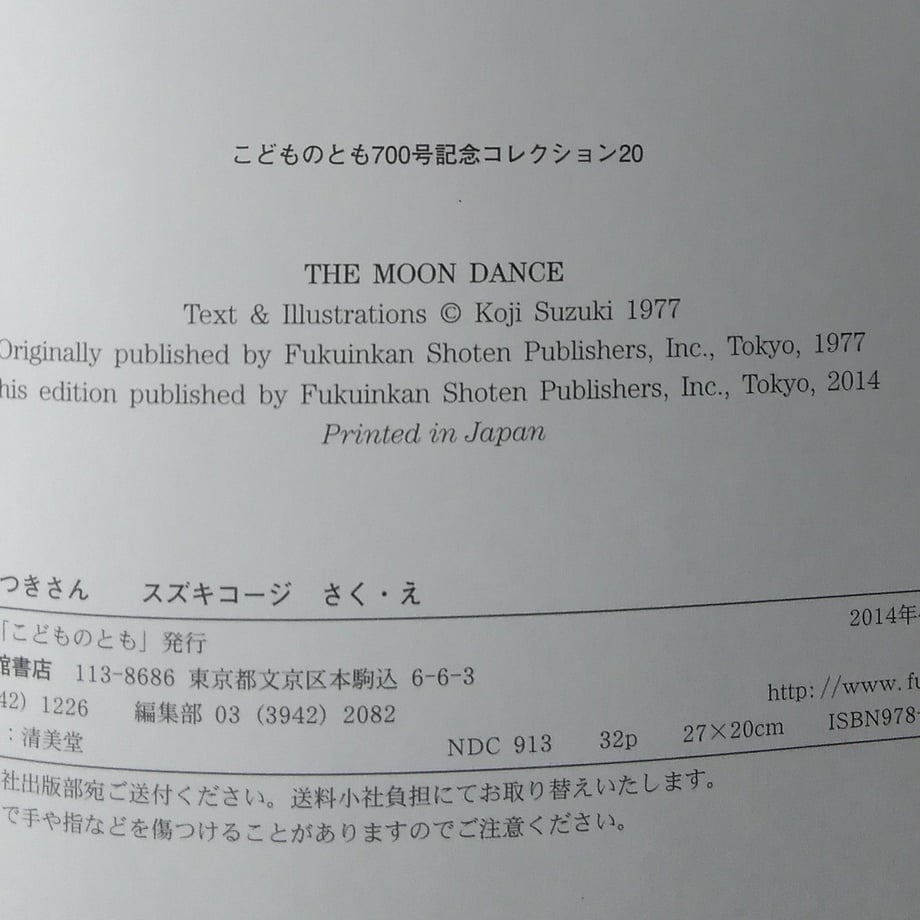 こどものとも700号記念コレクション20
THE MOON DANCE
Text & Illustrations © Koji Suzuki 1977
Originally published by Fukuinkan Shoten Publishers, Inc., Tokyo, 1977
his edition published by Fukuinkan Shoten Publishers, Inc., Tokyo, 2014
Printed in Japan
つきさん スズキコージ さく・え
「こどものとも」発行 2014年
館書店 113-8686 東京都文京区本駒込 6-6-3
42) 1226 編集部 03 (3942) 2082 http://www.fu
:清美堂 NDC 913 32p 27×20cm ISBN978-
社出版部宛ご送付ください。送料小社負担にてお取り替えいたします。
で手や指などを傷つけることがありますのでご注意ください。